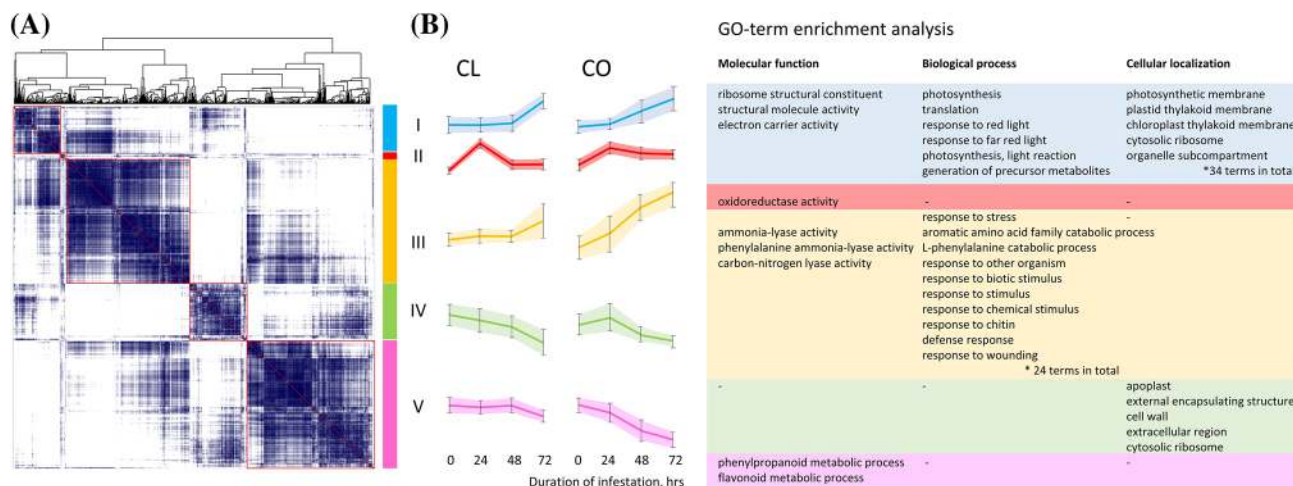 (A)
(B)
CL CO
I
II
III
IV
V
0 24 48 72 0 24 48 72
Duration of infestation, hrs
GO-term enrichment analysis
Molecular function Biological process Cellular localization
ribosome structural constituent photosynthesis photosynthetic membrane
structural molecule activity translation plastid thylakoid membrane
electron carrier activity response to red light chloroplast thylakoid membrane
response to far red light cytosolic ribosome
photosynthesis, light reaction organelle subcompartment
generation of precursor metabolites *34 terms in total
oxidoreductase activity - -
response to stress -
ammonia-lyase activity aromatic amino acid family catabolic process
phenylalanine ammonia-lyase activity L-phenylalanine catabolic process
carbon-nitrogen lyase activity response to other organism
response to biotic stimulus
response to stimulus
response to chemical stimulus
response to chitin
defense response
response to wounding
* 24 terms in total
- - apoplast
external encapsulating structure
cell wall
extracellular region
cytosolic ribosome
phenylpropanoid metabolic process - -
flavonoid metabolic process